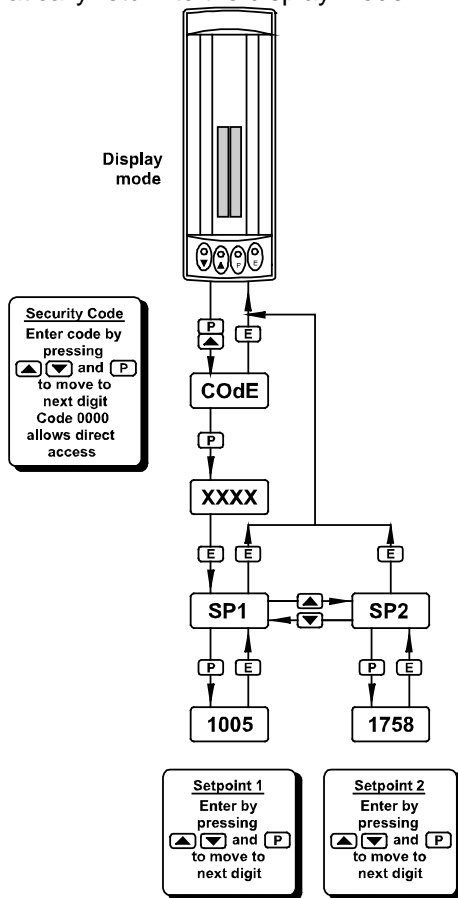 Display
mode
P E
P
E
COdE
Security Code
Enter code by
pressing
and P
to move to
next digit
Code 0000
allows direct
access
P
XXXX
E E E
SP1 SP2
P E P E
1005 1758
Setpoint 1
Enter by
pressing
and P
to move to
next digit
Setpoint 2
Enter by
pressing
and P
to move to
next digit